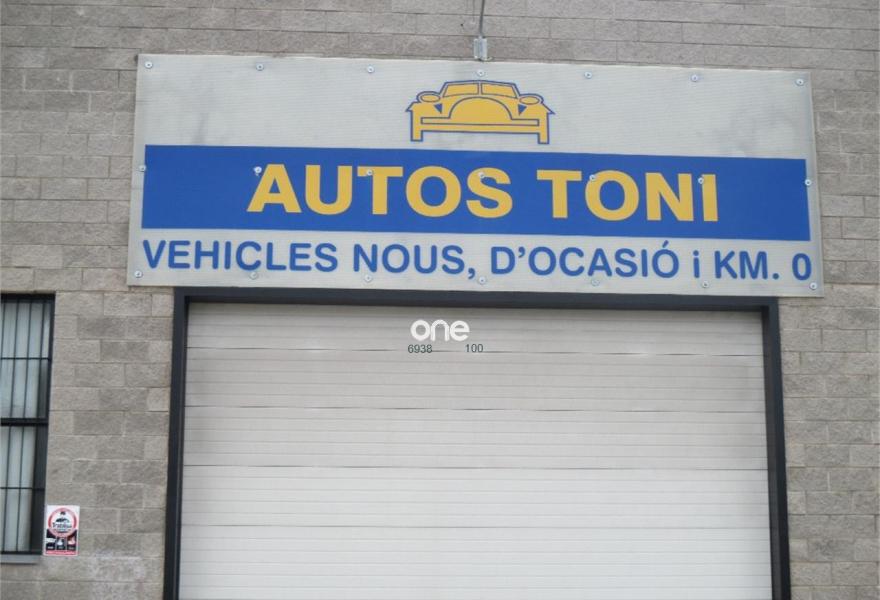 AUTOS TONI
VEHICLES NOUS, D'OCASIÓ i KM. 0
one
6938 100